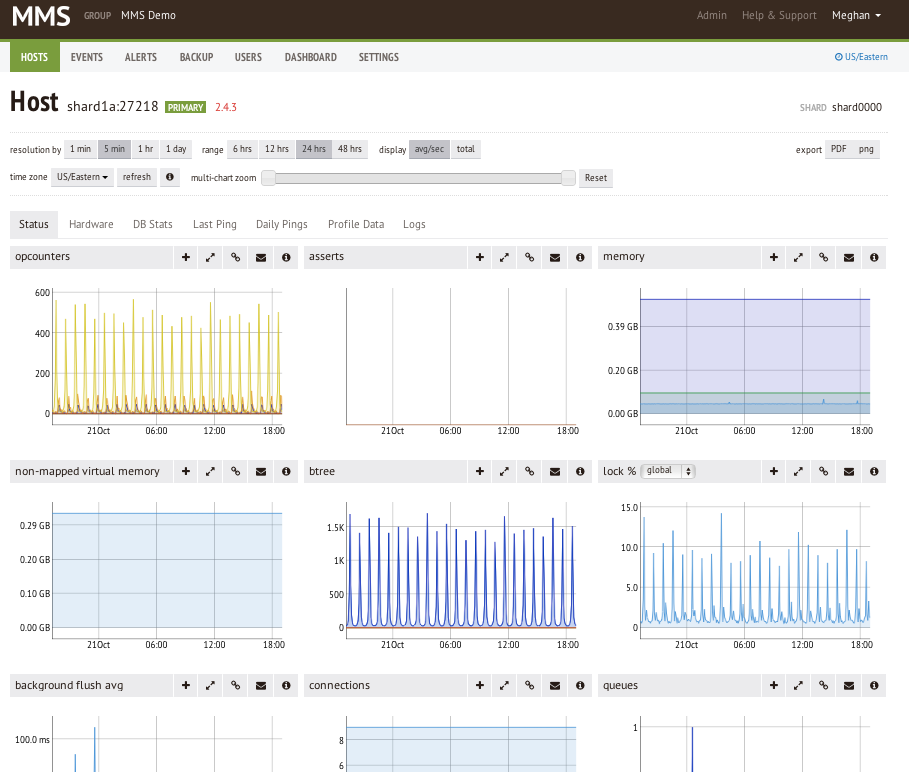 MMS GROUP MMS Demo Admin Help & Support Meghan
HOSTS EVENTS ALERTS BACKUP USERS DASHBOARD SETTINGS US/Eastern
Host shard1a:27218 PRIMARY 2.4.3 SHARD shard0000
resolution by 1 min 5 min 1 hr 1 day range 6 hrs 12 hrs 24 hrs 48 hrs display avg/sec total export PDF png
time zone US/Eastern refresh multi-chart zoom Reset
Status Hardware DB Stats Last Ping Daily Pings Profile Data Logs
opcounters asserts memory
600
400
200
0
21Oct 06:00 12:00 18:00
21Oct 06:00 12:00 18:00
0.39 GB
0.20 GB
0.00 GB
21Oct 06:00 12:00 18:00
non-mapped virtual memory btree lock % global
0.29 GB
0.20 GB
0.10 GB
0.00 GB
21Oct 06:00 12:00 18:00
1.5K
1K
500
0
21Oct 06:00 12:00 18:00
15.0
10.0
5.0
0
21Oct 06:00 12:00 18:00
background flush avg connections queues
100.0 ms
8
6
1